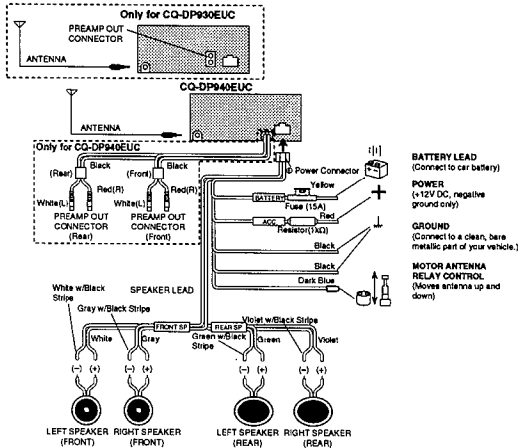 Only for CQ-DP930EUC
PREAMP OUT
CONNECTOR
ANTENNA
CQ-DP940EUC
ANTENNA
Only for CQ-DP940EUC
Black
(Rear)
Red(R)
White(L)
PREAMP OUT
CONNECTOR
(Rear)
Black
(Front)
Red(R)
White(L)
PREAMP OUT
CONNECTOR
(Front)
Power Connector
Yellow
BATTERY
Fuse (15A)
Red
ACC
Resistor(1kΩ)
Black
Black
Dark Blue
BATTERY LEAD
(Connect to car battery)
POWER
(+12V DC, negative
ground only)
GROUND
(Connect to a clean, bare
metallic part of your vehicle.)
MOTOR ANTENNA
RELAY CONTROL
(Moves antenna up and
down)
SPEAKER LEAD
White w/Black
Stripe
Gray w/Black Stripe
White
Gray
FRONT SP
REAR SP
Violet w/Black Stripe
Green w/Black
Stripe
Green
Violet
(−) (+) (−) (+) (−) (+) (−) (+)
LEFT SPEAKER
(FRONT)
RIGHT SPEAKER
(FRONT)
LEFT SPEAKER
(REAR)
RIGHT SPEAKER
(REAR)